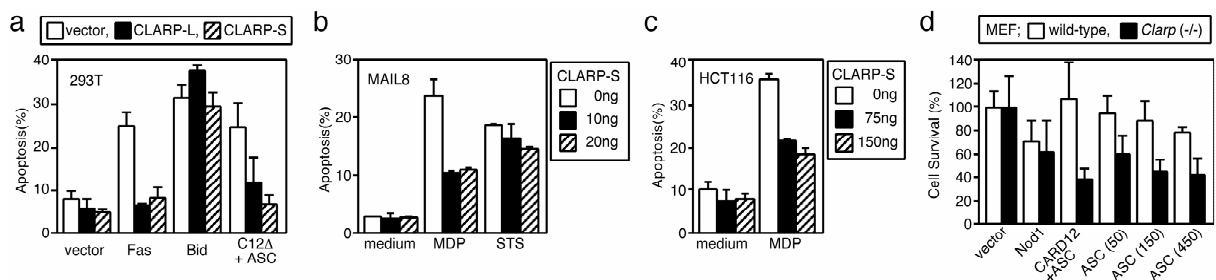 a
vector, CLARP-L, CLARP-S
293T
Apoptosis(%)
40
30
20
10
0
vector
Fas
Bid
C12Δ
+ ASC
b
MAIL8
Apoptosis(%)
30
20
10
0
medium
MDP
STS
CLARP-S
0ng
10ng
20ng
c
HCT116
Apoptosis(%)
40
30
20
10
0
medium
MDP
CLARP-S
0ng
75ng
150ng
d
MEF; wild-type, Clarp (-/-)
Cell Survival (%)
140
120
100
80
60
40
20
0
vector
Nod1
CARD12
+ASC
ASC (50)
ASC (150)
ASC (450)